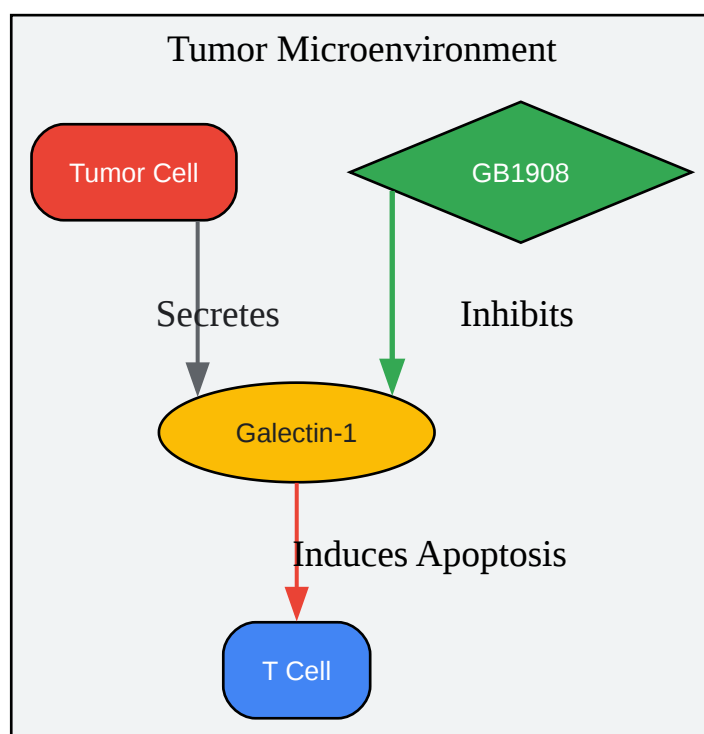 Tumor Microenvironment
Tumor Cell
GB1908
Secretes
Inhibits
Galectin-1
Induces Apoptosis
T Cell